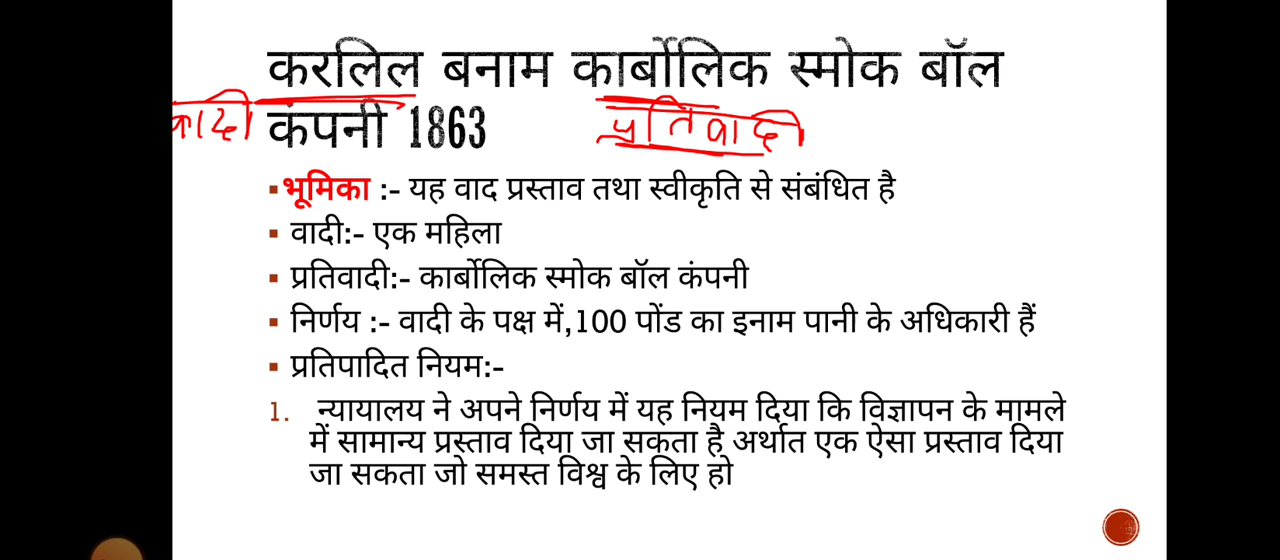 करलिल बनाम कार्बोलिक स्मोक बॉल
वादी
कंपनी 1863
प्रतिवादी
▪भूमिका :- यह वाद प्रस्ताव तथा स्वीकृति से संबंधित है
▪ वादी:- एक महिला
▪ प्रतिवादी:- कार्बोलिक स्मोक बॉल कंपनी
▪ निर्णय :- वादी के पक्ष में,100 पोंड का इनाम पानी के अधिकारी हैं
▪ प्रतिपादित नियम:-
1. न्यायालय ने अपने निर्णय में यह नियम दिया कि विज्ञापन के मामले
में सामान्य प्रस्ताव दिया जा सकता है अर्थात एक ऐसा प्रस्ताव दिया
जा सकता जो समस्त विश्व के लिए हो